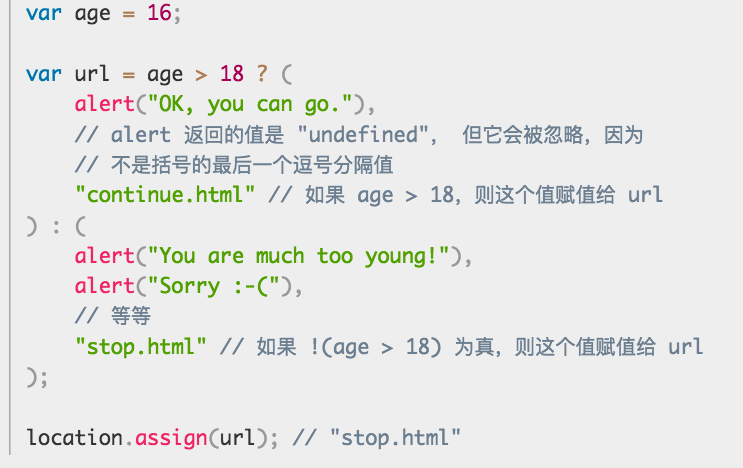 var age = 16;
var url = age > 18 ? (
alert("OK, you can go."),
// alert 返回的值是 "undefined", 但它会被忽略，因为
// 不是括号的最后一个逗号分隔值
"continue.html" // 如果 age > 18，则这个值赋值给 url
) : (
alert("You are much too young!"),
alert("Sorry :-("),
// 等等
"stop.html" // 如果 !(age > 18) 为真，则这个值赋值给 url
);
location.assign(url); // "stop.html"